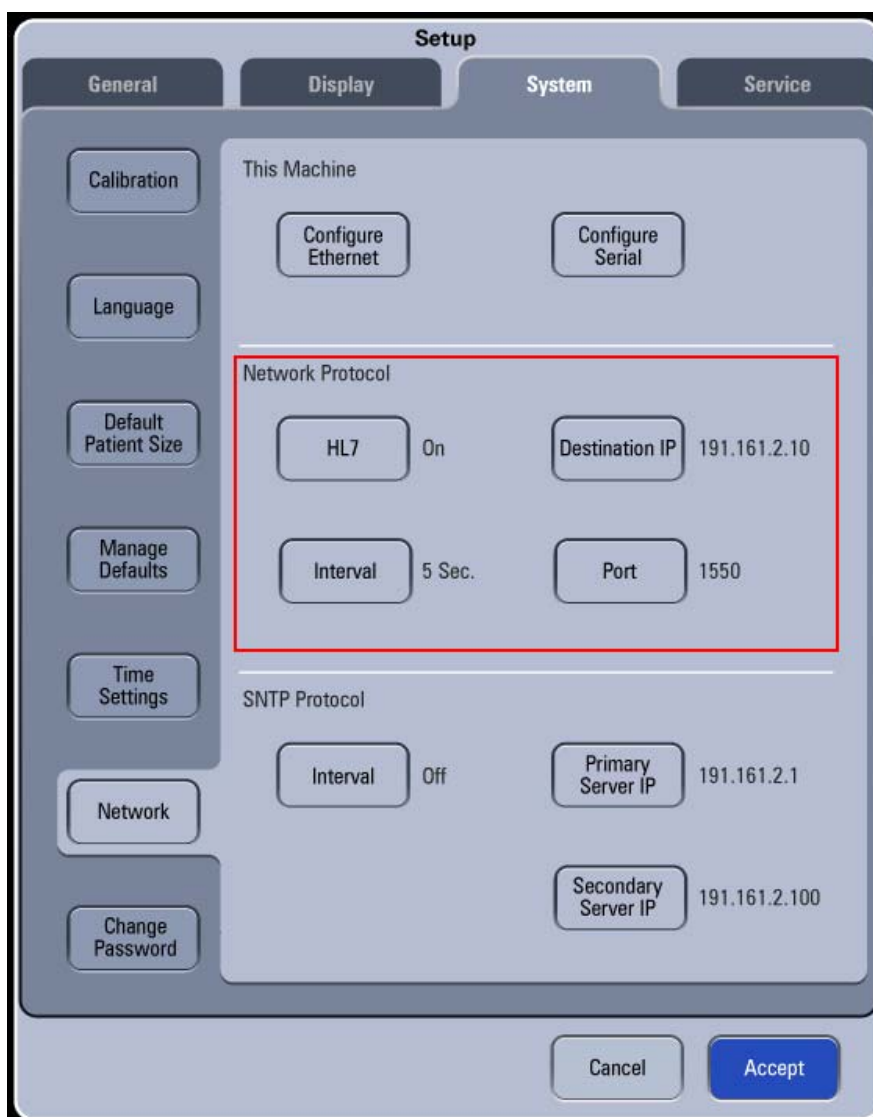 Setup
General Display System Service
Calibration
Language
Default
Patient Size
Manage
Defaults
Time
Settings
Network
Change
Password
This Machine
Configure
Ethernet
Configure
Serial
Network Protocol
HL7 On
Destination IP 191.161.2.10
Interval 5 Sec.
Port 1550
SNTP Protocol
Interval Off
Primary
Server IP 191.161.2.1
Secondary
Server IP 191.161.2.100
Cancel Accept